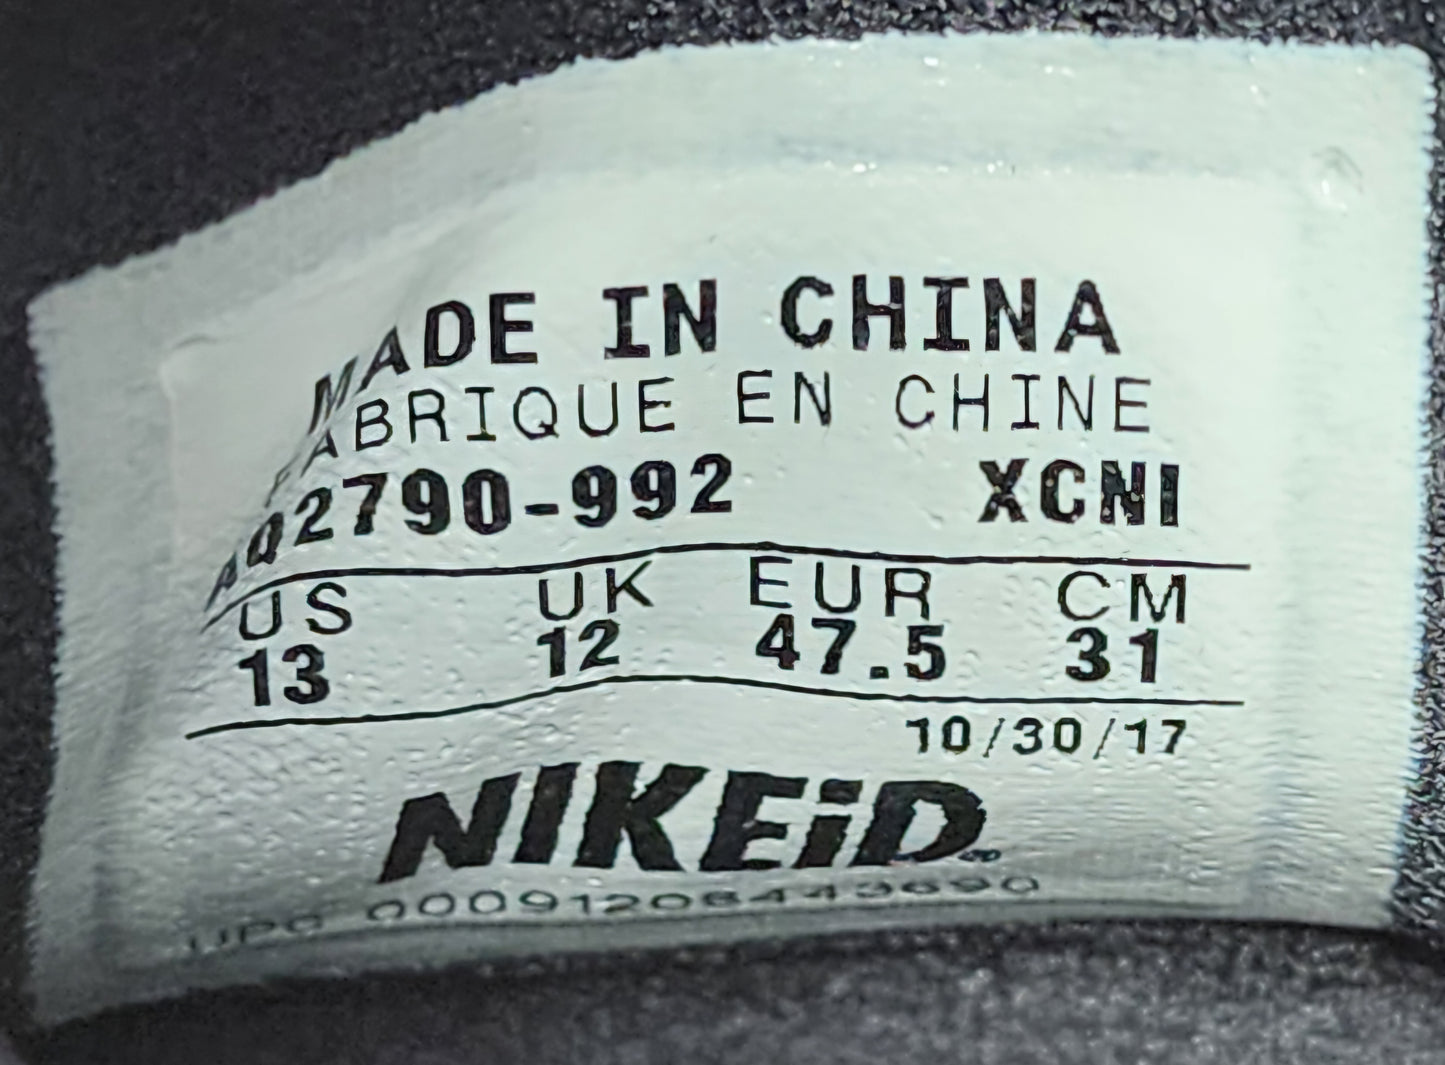 MADE IN CHINA
FABRIQUE EN CHINE
AQ2790-992 XCNI
US UK EUR CM
13 12 47.5 31
10/30/17
NIKEiD
UPC